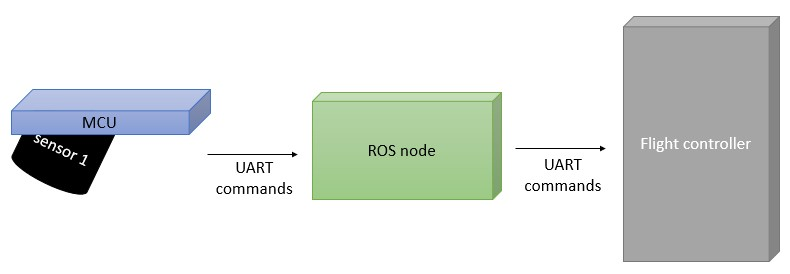 MCU
sensor 1
UART
commands
ROS node
UART
commands
Flight controller